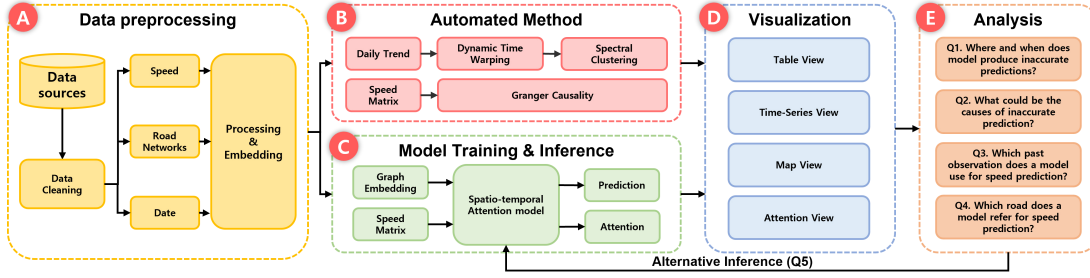 A
Data preprocessing
Data
sources
Data
Cleaning
Speed
Road
Networks
Date
Processing
&
Embedding
B
Automated Method
Daily Trend
Dynamic Time
Warping
Spectral
Clustering
Speed
Matrix
Granger Causality
C
Model Training & Inference
Graph
Embedding
Speed
Matrix
Spatio-temporal
Attention model
Prediction
Attention
D
Visualization
Table View
Time-Series View
Map View
Attention View
E
Analysis
Q1. Where and when does
model produce inaccurate
predictions?
Q2. What could be the
causes of inaccurate
prediction?
Q3. Which past
observation does a model
use for speed prediction?
Q4. Which road does a
model refer for speed
prediction?
Alternative Inference (Q5)